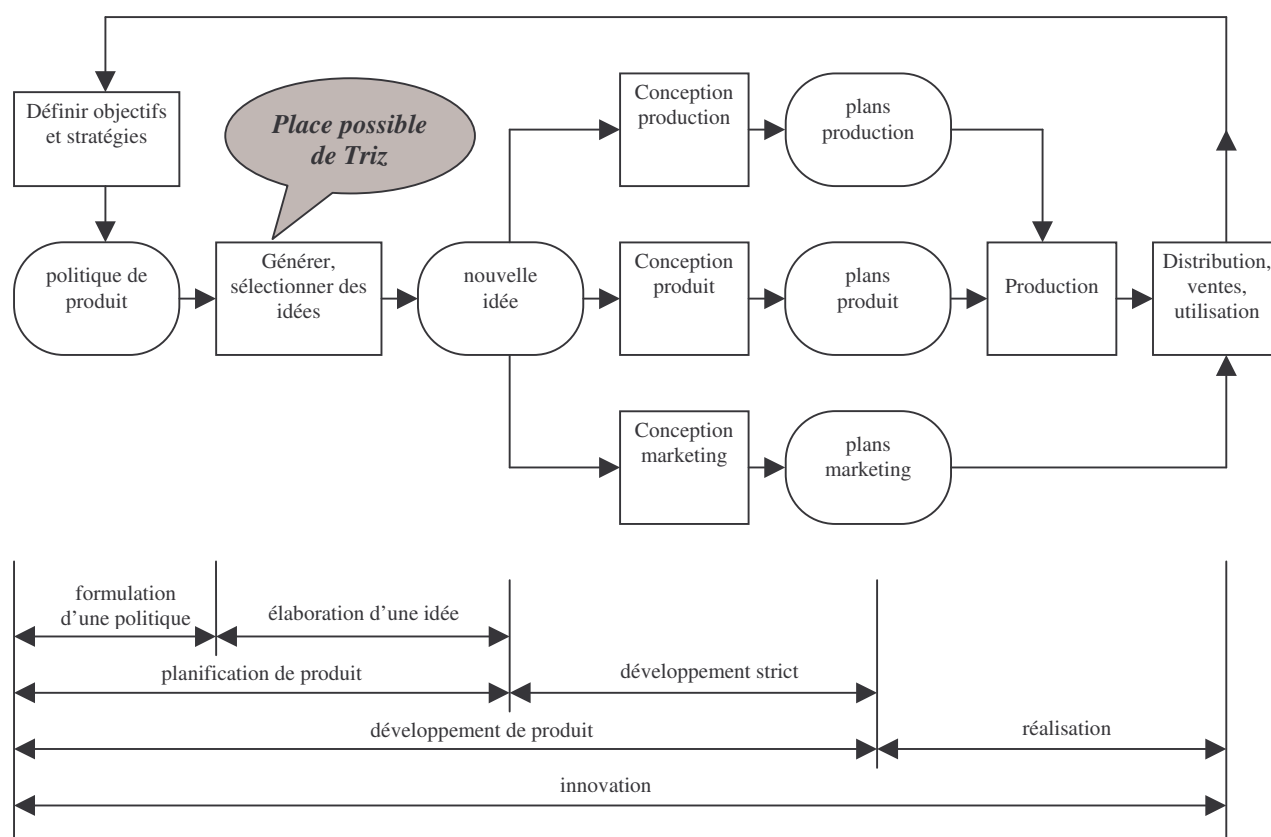 Définir objectifs
et stratégies
Place possible
de Triz
Conception
production
plans
production
politique de
produit
Générer,
sélectionner des
idées
nouvelle
idée
Conception
produit
plans
produit
Production
Distribution,
ventes,
utilisation
Conception
marketing
plans
marketing
formulation
d’une politique
élaboration d’une idée
planification de produit
développement strict
développement de produit
réalisation
innovation